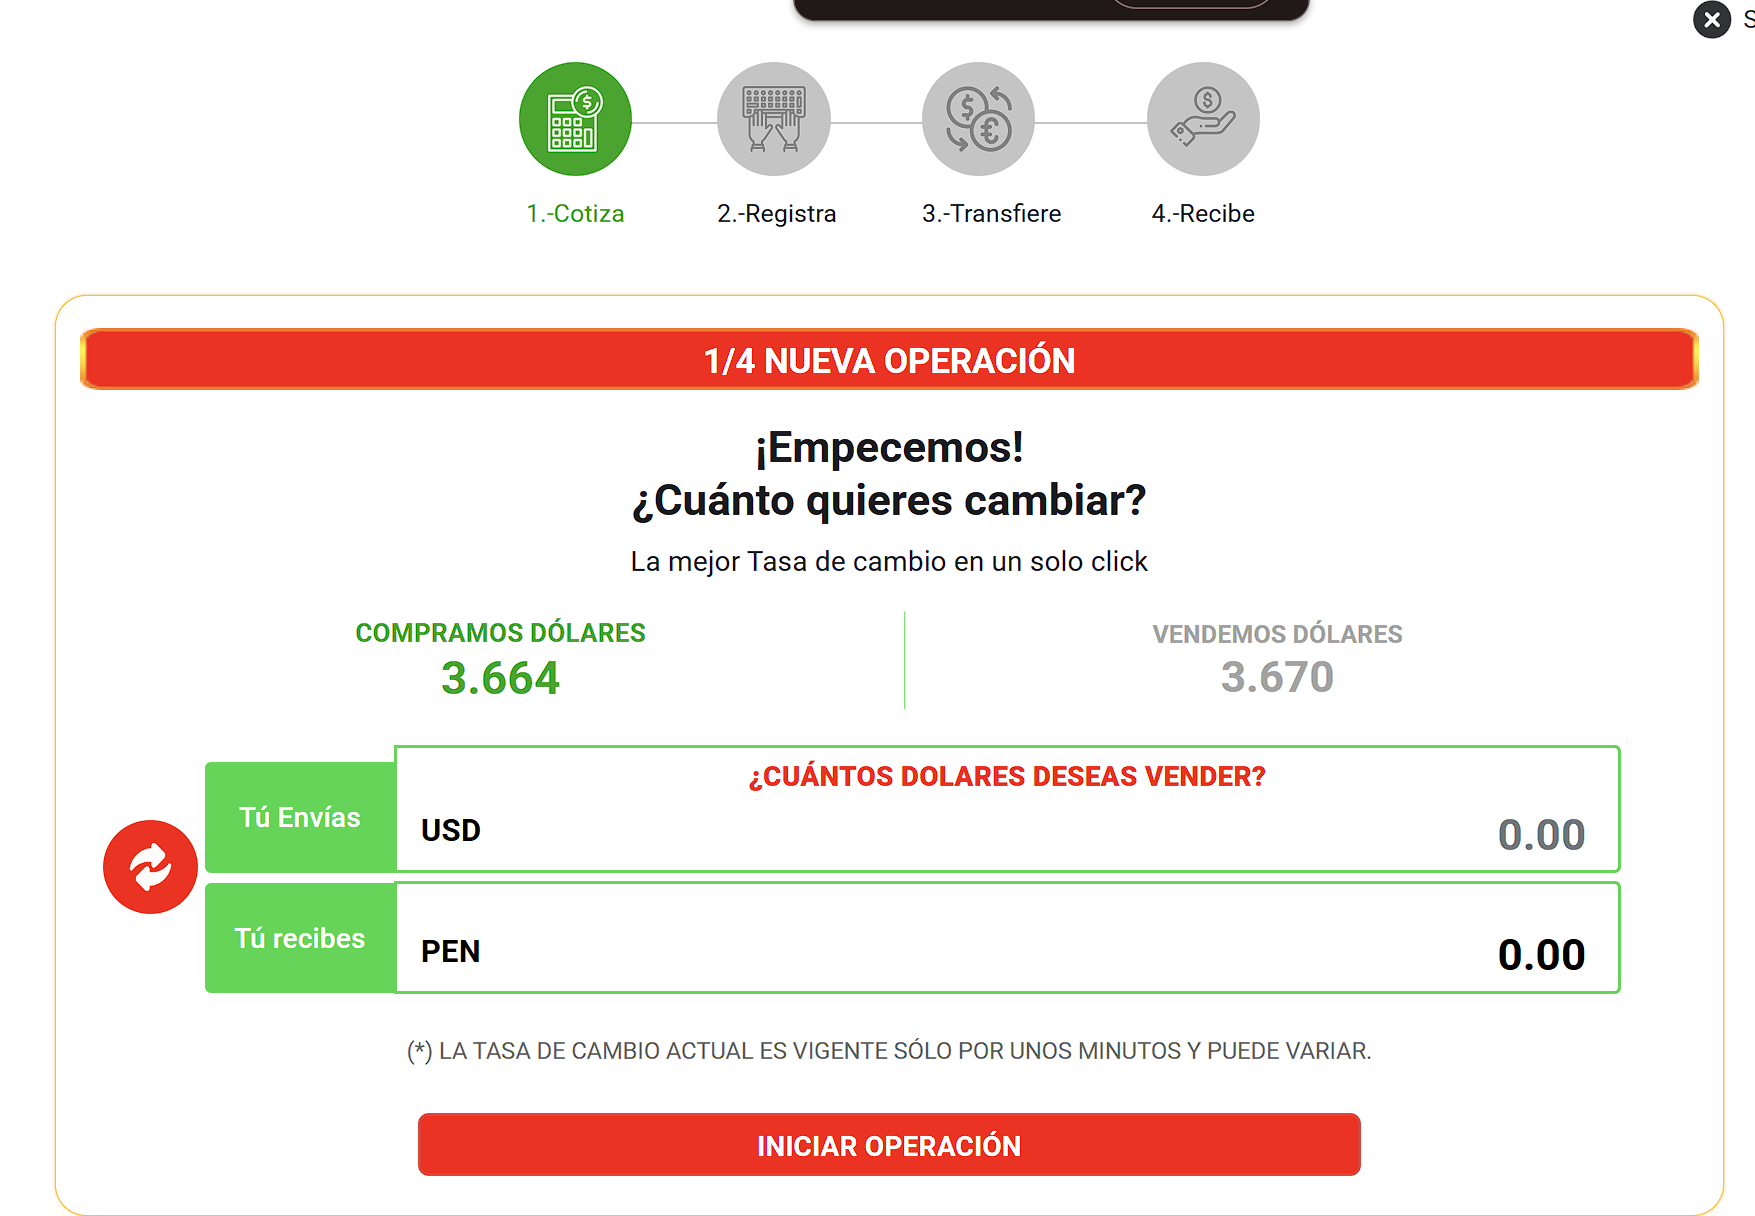 1.-Cotiza
2.-Registra
3.-Transfiere
4.-Recibe
1/4 NUEVA OPERACIÓN
¡Empecemos!
¿Cuánto quieres cambiar?
La mejor Tasa de cambio en un solo click
COMPRAMOS DÓLARES
3.664
VENDEMOS DÓLARES
3.670
Tú Envías
¿CUÁNTOS DOLARES DESEAS VENDER?
USD
0.00
Tú recibes
PEN
0.00
(*) LA TASA DE CAMBIO ACTUAL ES VIGENTE SÓLO POR UNOS MINUTOS Y PUEDE VARIAR.
INICIAR OPERACIÓN